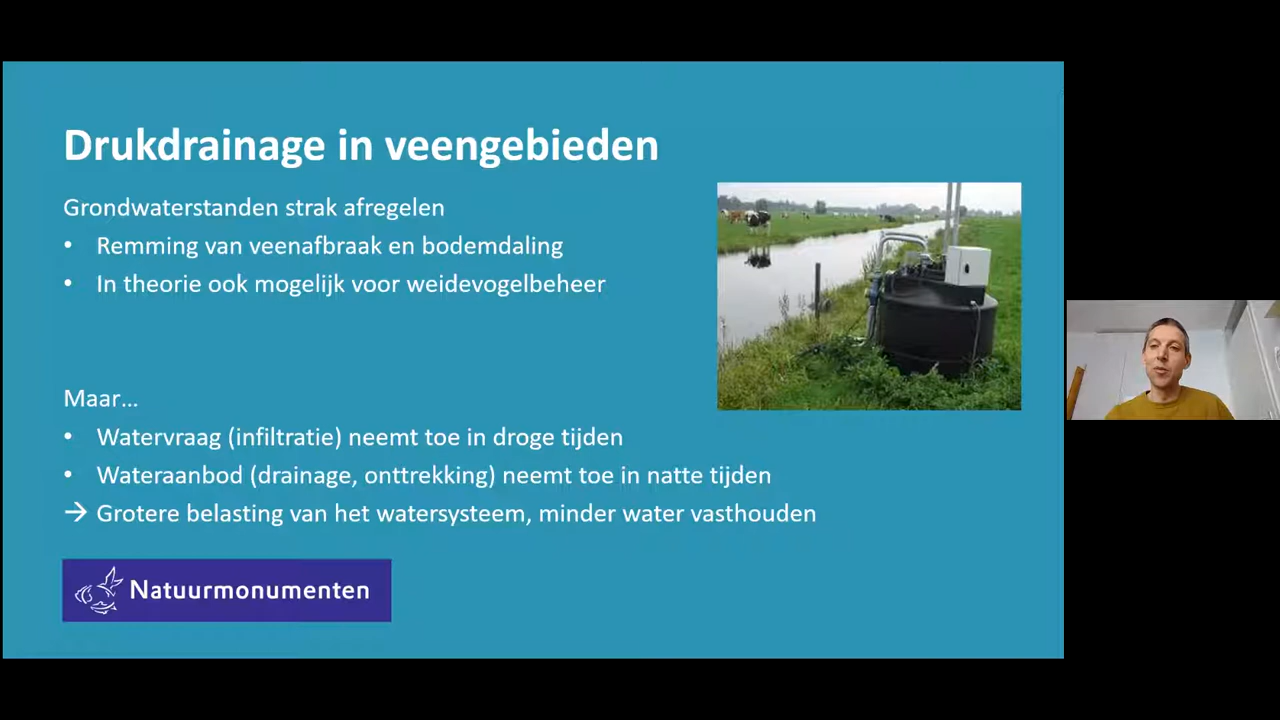 Drukdrainage in veengebieden
Grondwaterstanden strak afregelen
• Remming van veenafbraak en bodemdaling
• In theorie ook mogelijk voor weidevogelbeheer
Maar...
• Watervraag (infiltratie) neemt toe in droge tijden
• Wateraanbod (drainage, onttrekking) neemt toe in natte tijden
→ Grotere belasting van het watersysteem, minder water vasthouden
Natuurmonumenten